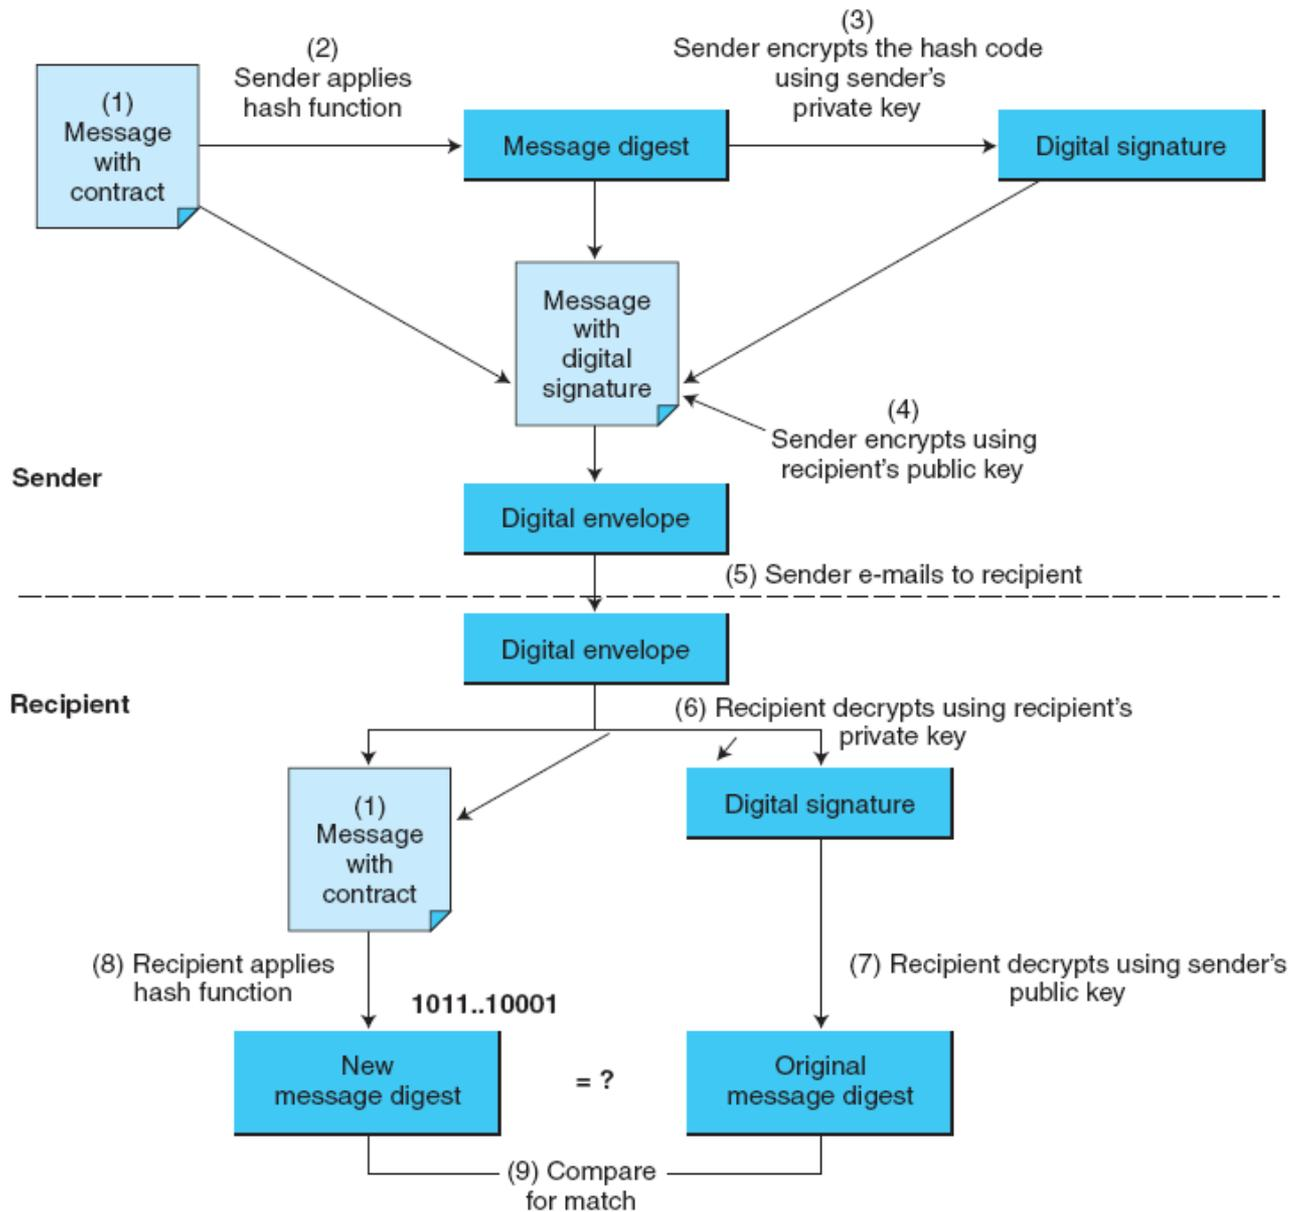 (1)
Message
with
contract
(2)
Sender applies
hash function
Message digest
(3)
Sender encrypts the hash code
using sender's
private key
Digital signature
Message
with
digital
signature
(4)
Sender encrypts using
recipient's public key
Sender
Digital envelope
(5) Sender e-mails to recipient
Digital envelope
Recipient
(6) Recipient decrypts using recipient's
private key
(1)
Message
with
contract
Digital signature
(8) Recipient applies
hash function
(7) Recipient decrypts using sender's
public key
1011..10001
New
message digest
= ?
Original
message digest
(9) Compare
for match